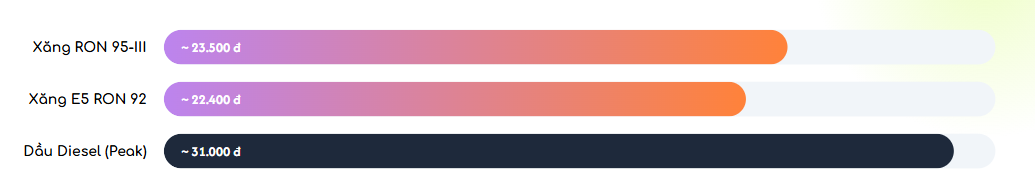 Xăng RON 95-III
~ 23.500 đ
Xăng E5 RON 92
~ 22.400 đ
Dầu Diesel (Peak)
~ 31.000 đ